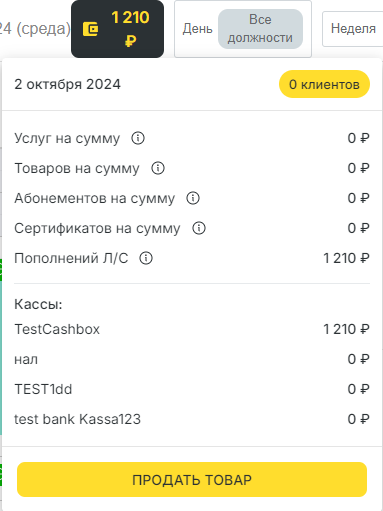 24 (среда)
1 210
₽
День
Все
должности
Неделя
2 октября 2024
0 клиентов
Услуг на сумму
0 ₽
Товаров на сумму
0 ₽
Абонементов на сумму
0 ₽
Сертификатов на сумму
0 ₽
Пополнений Л/С
1 210 ₽
Кассы:
TestCashbox
1 210 ₽
нал
0 ₽
TEST1dd
0 ₽
test bank Kassa123
0 ₽
ПРОДАТЬ ТОВАР